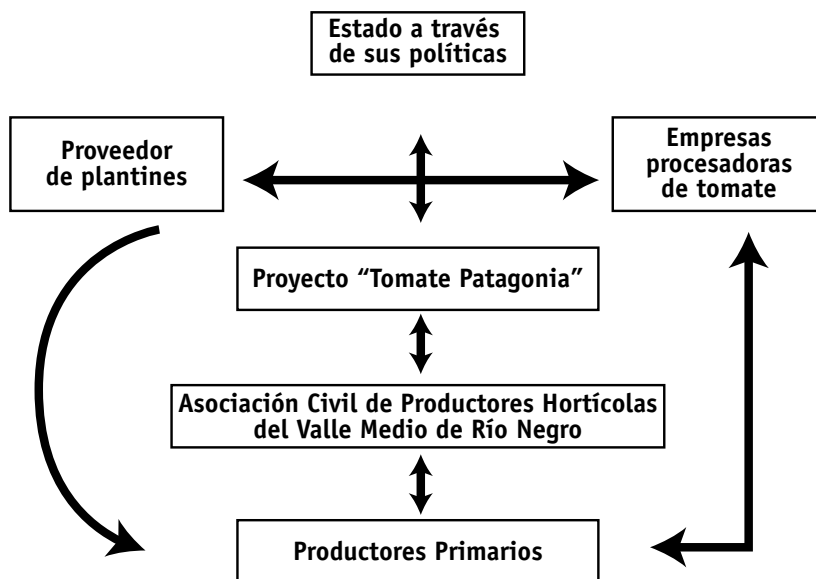 Estado a través
de sus políticas
Proveedor
de plantines
Empresas
procesadoras
de tomate
Proyecto “Tomate Patagonia”
Asociación Civil de Productores Hortícolas
del Valle Medio de Río Negro
Productores Primarios